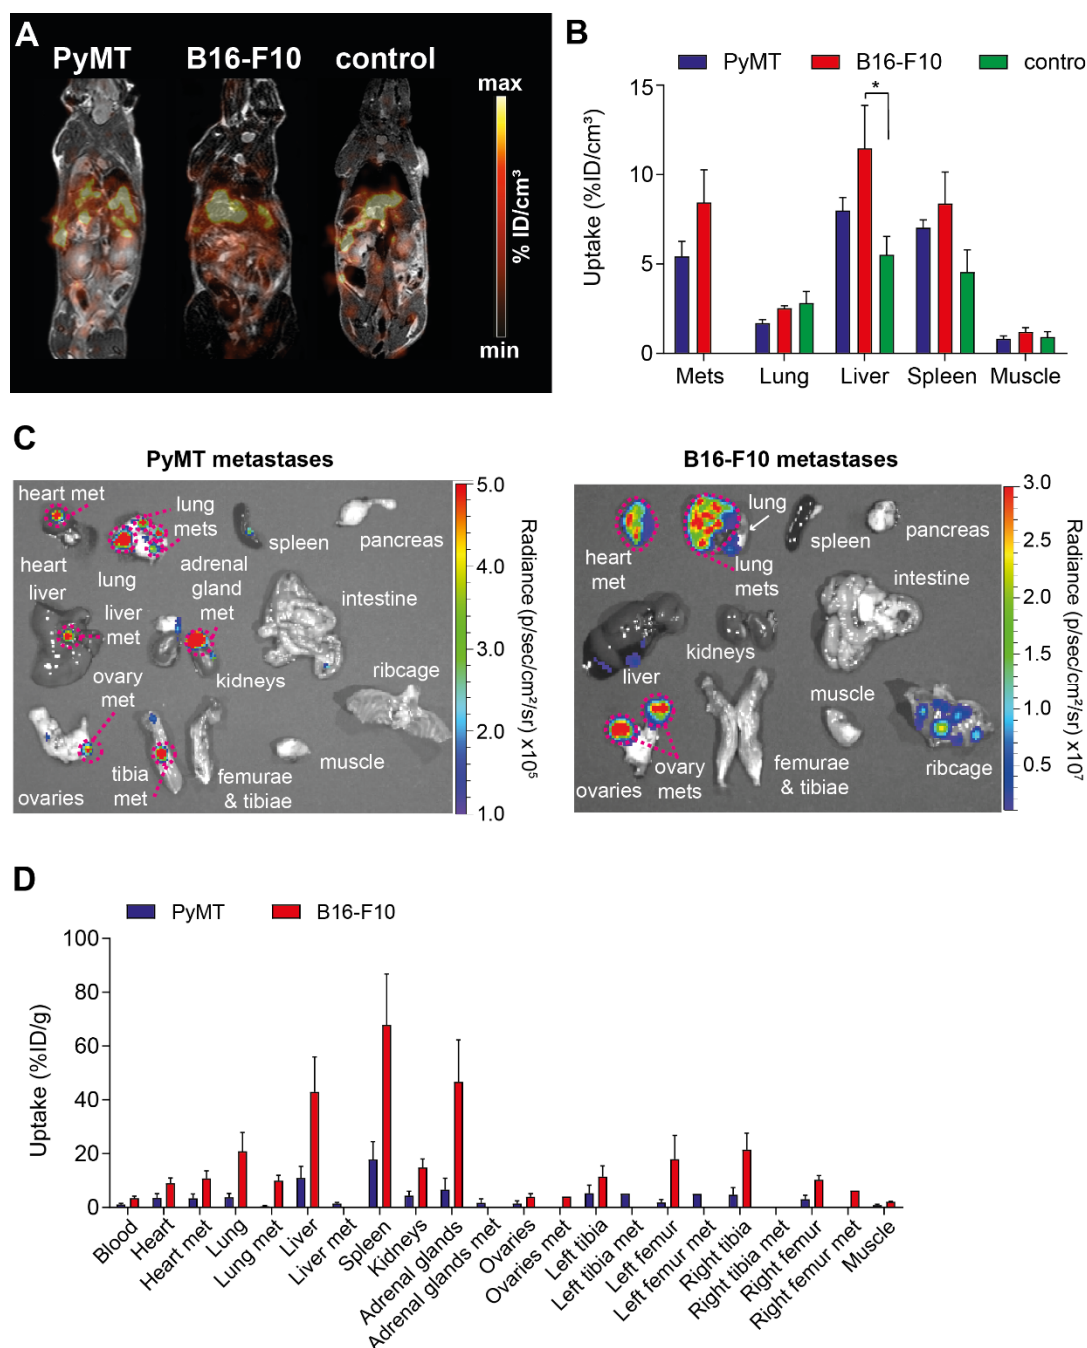 A
PyMT B16-F10 control
max
% ID/cm³
min
B
PyMT B16-F10 contro
Uptake (%ID/cm³)
15
10
5
0
*
Mets Lung Liver Spleen Muscle
C
PyMT metastases
heart met
lung
mets
spleen
pancreas
heart
lung
adrenal
gland
met
liver
liver
met
intestine
kidneys
ovary
met
ribcage
tibia
met
ovaries
femurae
& tibiae
muscle
5.0
4.0
3.0
2.0
1.0
Radiance (p/sec/cm²/sr) x10⁵
B16-F10 metastases
lung
heart
met
lung
mets
spleen
pancreas
intestine
kidneys
liver
muscle
ovaries
ovary
mets
femurae
& tibiae
ribcage
3.0
2.5
2.0
1.5
1.0
0.5
Radiance (p/sec/cm²/sr) x10⁷
D
PyMT B16-F10
Uptake (%ID/g)
100
80
60
40
20
0
Blood
Heart
Heart met
Lung
Lung met
Liver
Liver met
Spleen
Kidneys
Adrenal glands
Adrenal glands met
Ovaries
Ovaries met
Left tibia
Left tibia met
Left femur
Left femur met
Right tibia
Right tibia met
Right femur
Right femur met
Muscle